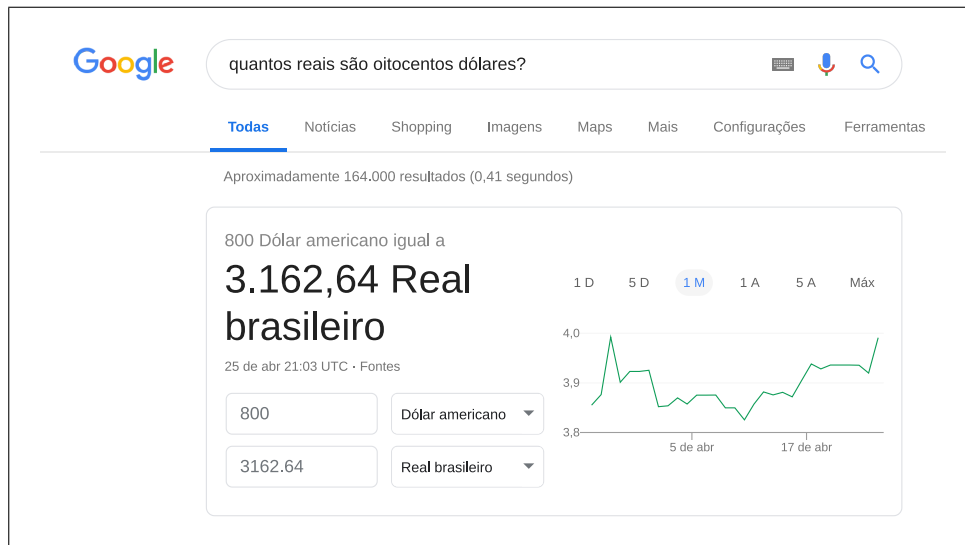 Google
quantos reais são oitocentos dólares?
Todas Notícias Shopping Imagens Maps Mais Configurações Ferramentas
Aproximadamente 164.000 resultados (0,41 segundos)
800 Dólar americano igual a
3.162,64 Real
brasileiro
25 de abr 21:03 UTC · Fontes
800 Dólar americano
3162.64 Real brasileiro
1 D 5 D 1 M 1 A 5 A Máx
4,0
3,9
3,8
5 de abr 17 de abr